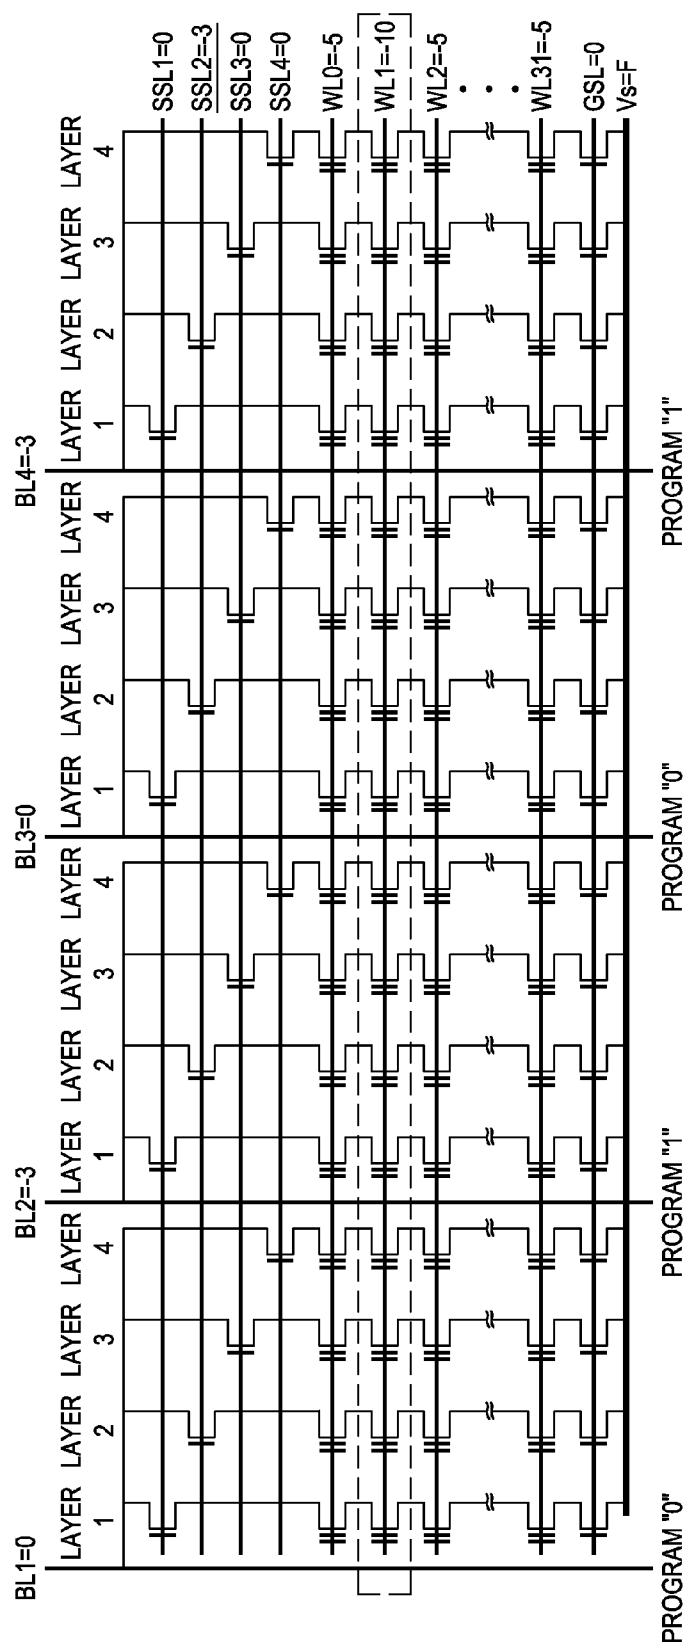 BL1=0
BL2=-3
BL3=0
BL4=-3
LAYER 1
LAYER 2
LAYER 3
LAYER 4
LAYER 1
LAYER 2
LAYER 3
LAYER 4
LAYER 1
LAYER 2
LAYER 3
LAYER 4
LAYER 1
LAYER 2
LAYER 3
LAYER 4
SSL1=0
SSL2=-3
SSL3=0
SSL4=0
WL0=-5
WL1=-10
WL2=-5
• • •
WL31=-5
GSL=0
Vs=F
PROGRAM "0"
PROGRAM "1"
PROGRAM "0"
PROGRAM "1"